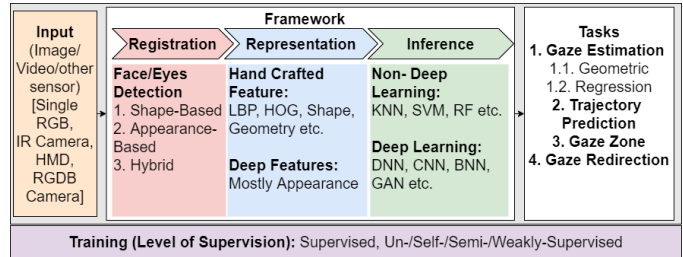 Input
(Image/
Video/other
sensor)
[Single
RGB,
IR Camera,
HMD,
RGDB
Camera]
Framework
Registration
Face/Eyes
Detection
1. Shape-Based
2. Appearance-
Based
3. Hybrid
Representation
Hand Crafted
Feature:
LBP, HOG, Shape,
Geometry etc.
Deep Features:
Mostly Appearance
Inference
Non- Deep
Learning:
KNN, SVM, RF etc.
Deep Learning:
DNN, CNN, BNN,
GAN etc.
Tasks
1. Gaze Estimation
1.1. Geometric
1.2. Regression
2. Trajectory
Prediction
3. Gaze Zone
4. Gaze Redirection
Training (Level of Supervision): Supervised, Un-/Self-/Semi-/Weakly-Supervised